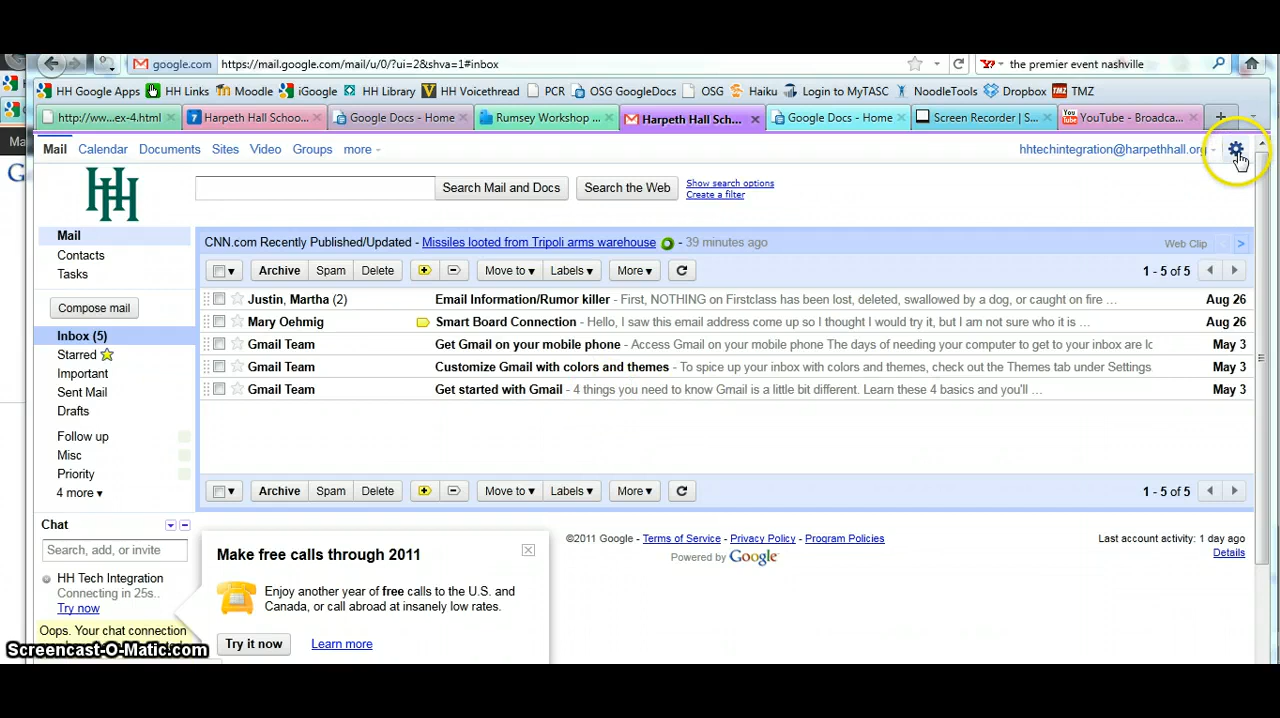 google.com https://mail.google.com/mail/u/0/?ui=2&shva=1#inbox the premier event nashville
HH Google Apps HH Links Moodle iGoogle HH Library HH Voicethread PCR OSG GoogleDocs OSG Haiku Login to MyTASC NoodleTools Dropbox TMZ
http://ww...ex-4.html Harpeth Hall Schoo... Google Docs - Home Rumsey Workshop ... Harpeth Hall Sch... Google Docs - Home Screen Recorder | S... YouTube - Broadca...
Mail Calendar Documents Sites Video Groups more hhtechintegration@harpethhall.org
HH Search Mail and Docs Search the Web Show search options
Create a filter
Mail
Contacts
Tasks
Compose mail
Inbox (5)
Starred
Important
Sent Mail
Drafts
Follow up
Misc
Priority
4 more
CNN.com Recently Published/Updated - Missiles looted from Tripoli arms warehouse - 39 minutes ago Web Clip < >
Archive Spam Delete Move to Labels More 1 - 5 of 5
Justin, Martha (2) Email Information/Rumor killer - First, NOTHING on Firstclass has been lost, deleted, swallowed by a dog, or caught on fire ... Aug 26
Mary Oehmig Smart Board Connection - Hello, I saw this email address come up so I thought I would try it, but I am not sure who it is ... Aug 26
Gmail Team Get Gmail on your mobile phone - Access Gmail on your mobile phone The days of needing your computer to get to your inbox are lo May 3
Gmail Team Customize Gmail with colors and themes - To spice up your inbox with colors and themes, check out the Themes tab under Settings. May 3
Gmail Team Get started with Gmail - 4 things you need to know Gmail is a little bit different. Learn these 4 basics and you'll ... May 3
Archive Spam Delete Move to Labels More 1 - 5 of 5
Chat
Search, add, or invite
HH Tech Integration
Connecting in 25s..
Try now
Oops. Your chat connection
Make free calls through 2011
Enjoy another year of free calls to the U.S. and
Canada, or call abroad at insanely low rates.
Try it now Learn more
©2011 Google - Terms of Service - Privacy Policy - Program Policies
Powered by Google
Last account activity: 1 day ago
Details
Screencast-O-Matic.com